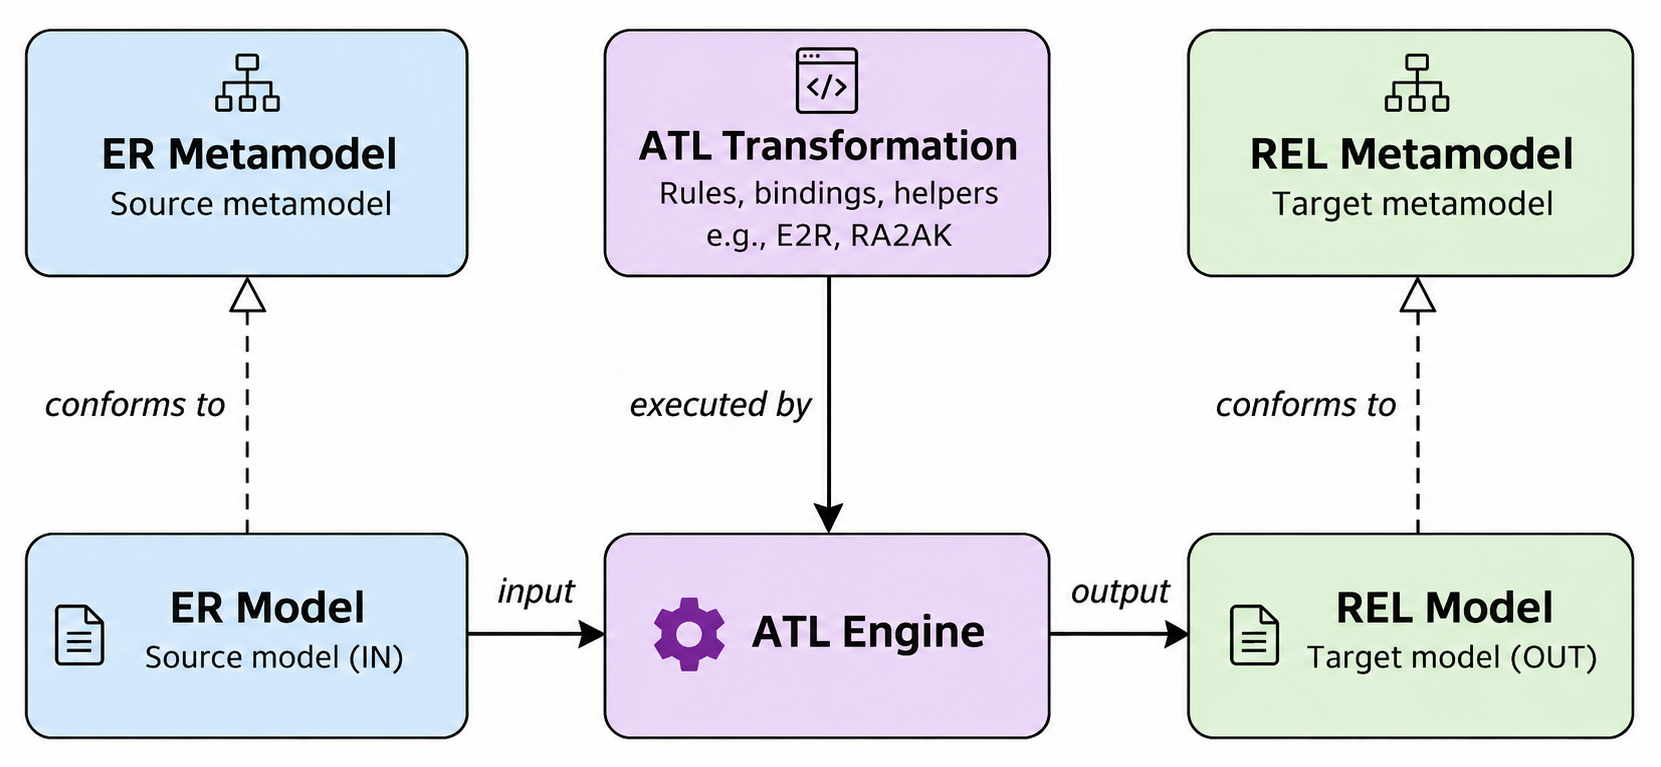 ER Metamodel
Source metamodel
</>
ATL Transformation
Rules, bindings, helpers
e.g., E2R, RA2AK
REL Metamodel
Target metamodel
conforms to
executed by
conforms to
ER Model
Source model (IN)
input
ATL Engine
output
REL Model
Target model (OUT)